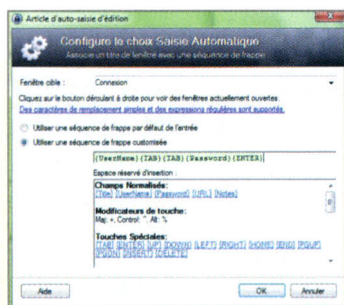 Article d'auto-saisie d'édition
Configure le choix Saisie Automatique
Associe un titre de fenêtre avec une séquence de frappe
Fenêtre cible : Connexion
Cliquez sur le bouton déroulant à droite pour voir des fenêtres actuellement ouvertes.
Des caractères de remplacement simples et des expressions régulières sont supportés.
Utiliser une séquence de frappe par défaut de l'entrée
Utiliser une séquence de frappe customisée
{UserName}{TAB}{TAB}{Password}{ENTER}
Espace réservé d'insertion :
Champs Normalisés:
{Title} {UserName} {Password} {URL} {Notes}
Modificateurs de touche:
Maj: +, Control: ^, Alt: %
Touches Spéciales:
{TAB} {ENTER} {UP} {DOWN} {LEFT} {RIGHT} {HOME} {END} {PGUP}
{PGDN} {INSERT} {DELETE}
Aide OK Annuler